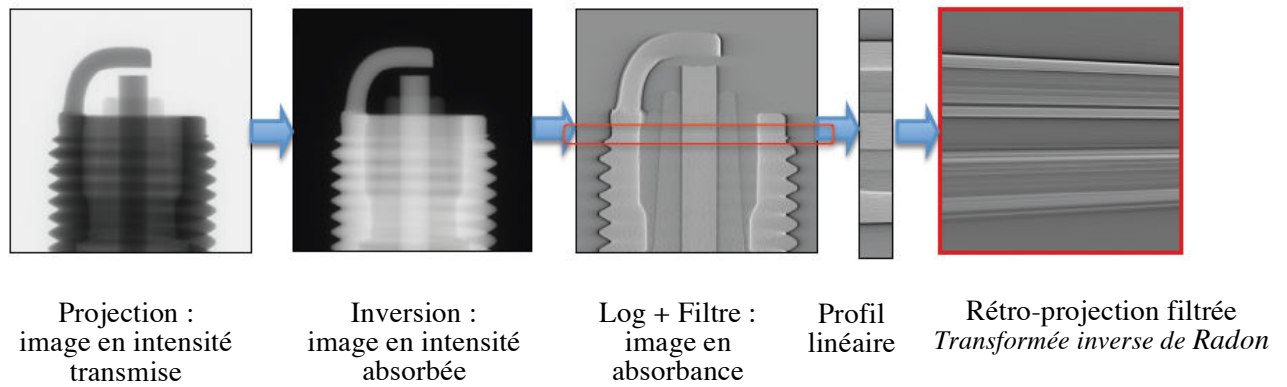 Projection :
image en intensité
transmise
Inversion :
image en intensité
absorbée
Log + Filtre :
image en
absorbance
Profil
linéaire
Rétro-projection filtrée
Transformée inverse de Radon